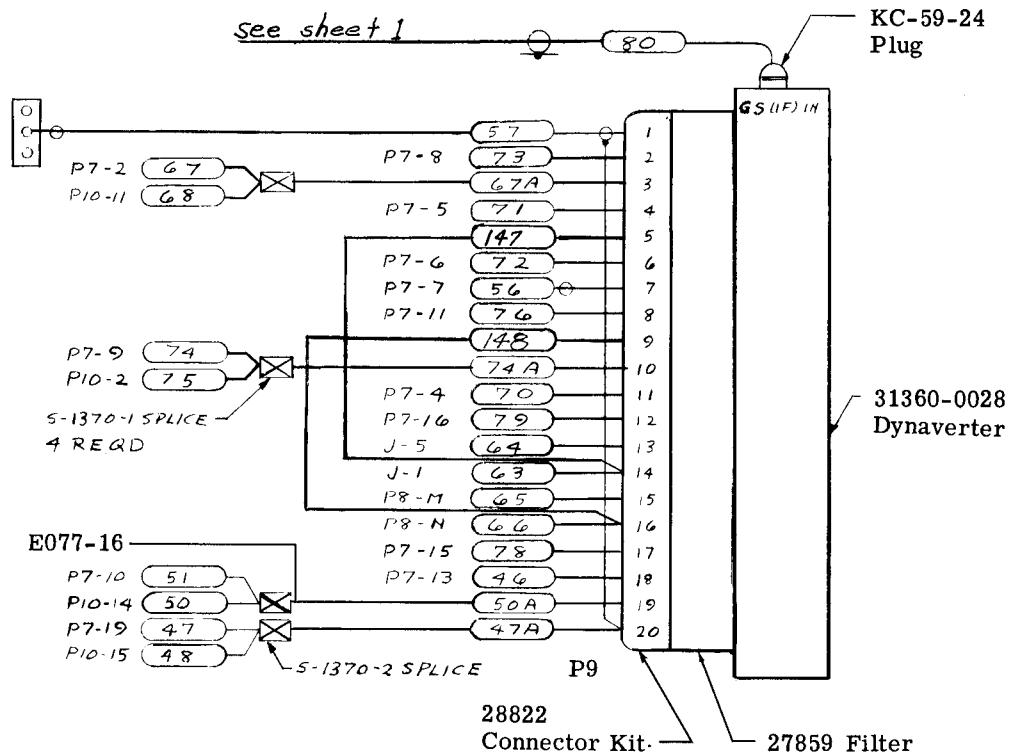 see sheet 1
80
KC-59-24
Plug
GS (IF) IN
57 1
P7-8 73 2
P7-2 67
67A 3
P10-11 68
P7-5 71 4
147 5
P7-6 72 6
P7-7 56 7
P7-11 76 8
148 9
P7-9 74
74A 10
P10-2 75
P7-4 70 11
S-1370-1 SPLICE
4 REQD
P7-16 79 12
31360-0028
Dynaverter
J-5 64 13
J-1 63 14
P8-M 65 15
P8-N 66 16
E077-16
P7-15 78 17
P7-10 51
P7-13 46 18
P10-14 50 50A 19
P7-19 47 47A 20
P10-15 48
S-1370-2 SPLICE
P9
28822
Connector Kit
27859 Filter